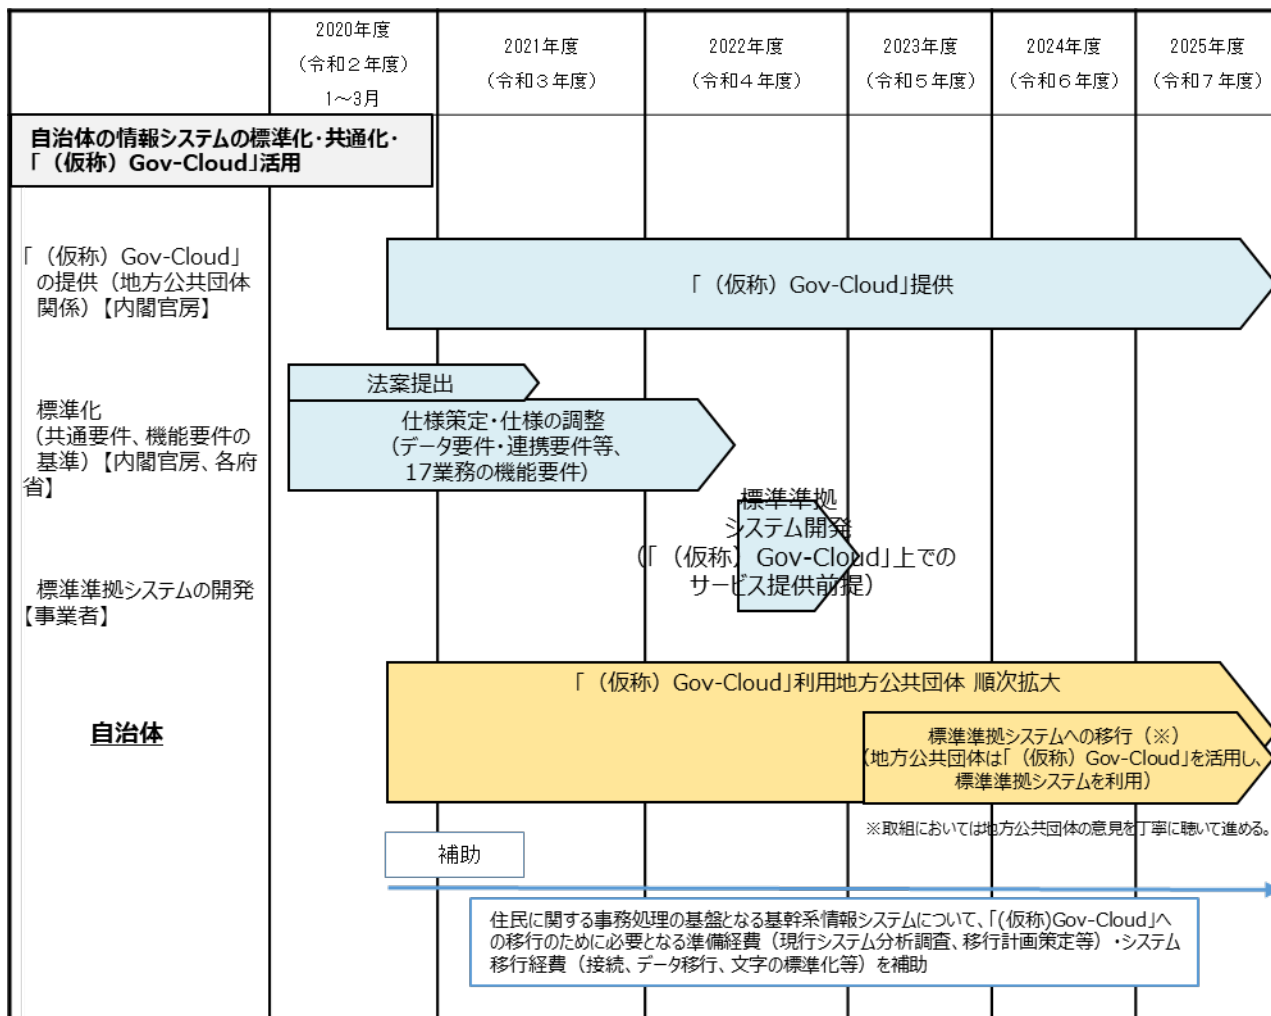 2020年度
（令和２年度）
1～3月
2021年度
（令和３年度）
2022年度
（令和４年度）
2023年度
（令和５年度）
2024年度
（令和６年度）
2025年度
（令和７年度）
自治体の情報システムの標準化・共通化・
「（仮称）Gov-Cloud」活用
「（仮称）Gov-Cloud」
の提供（地方公共団体
関係）【内閣官房】
「（仮称）Gov-Cloud」提供
法案提出
標準化
（共通要件、機能要件の
基準）【内閣官房、各府
省】
仕様策定・仕様の調整
（データ要件・連携要件等、
17業務の機能要件）
標準準拠
システム開発
（「（仮称）Gov-Cloud」上での
サービス提供前提）
標準準拠システムの開発
【事業者】
「（仮称）Gov-Cloud」利用地方公共団体 順次拡大
自治体
標準準拠システムへの移行（※）
（地方公共団体は「（仮称）Gov-Cloud」を活用し、
標準準拠システムを利用）
※取組においては地方公共団体の意見を丁寧に聴いて進める。
補助
住民に関する事務処理の基盤となる基幹系情報システムについて、「(仮称)Gov-Cloud」へ
の移行のために必要となる準備経費（現行システム分析調査、移行計画策定等）・システム
移行経費（接続、データ移行、文字の標準化等）を補助